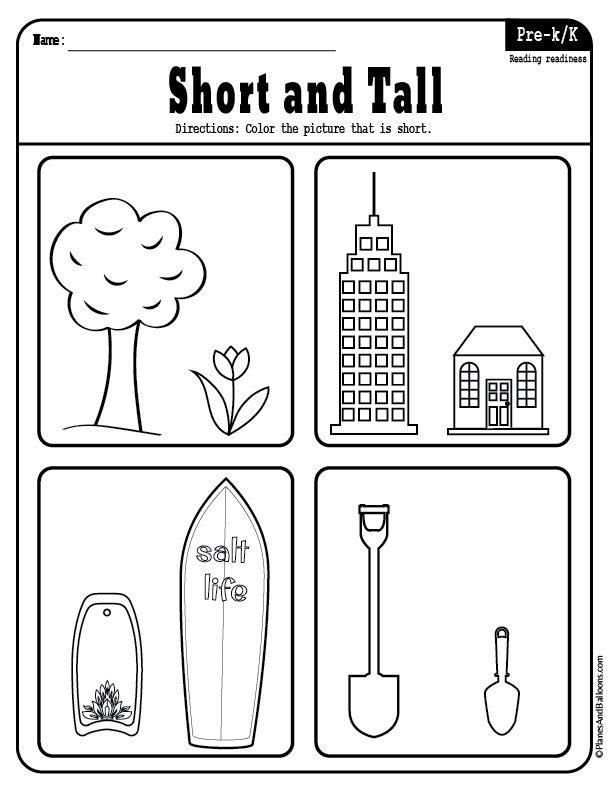 Name:
Pre-k/K
Reading readiness
Short and Tall
Directions: Color the picture that is short.
salt
life
©PlanesAndBalloons.com